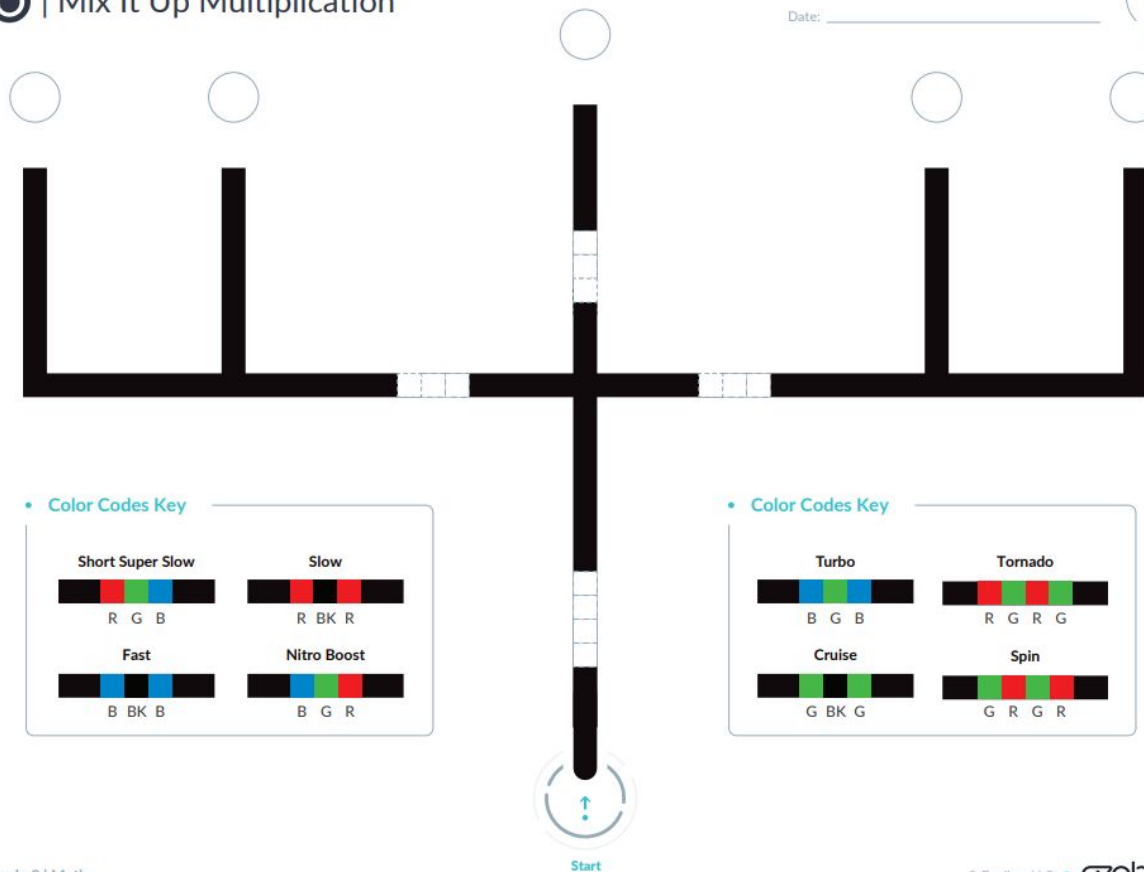 | Mix It Up Multiplication
Date:
Color Codes Key
Short Super Slow
Slow
R G B
R BK R
Fast
Nitro Boost
B BK B
B G R
Color Codes Key
Turbo
Tornado
B G B
R G R G
Cruise
Spin
G BK G
G R G R
Start